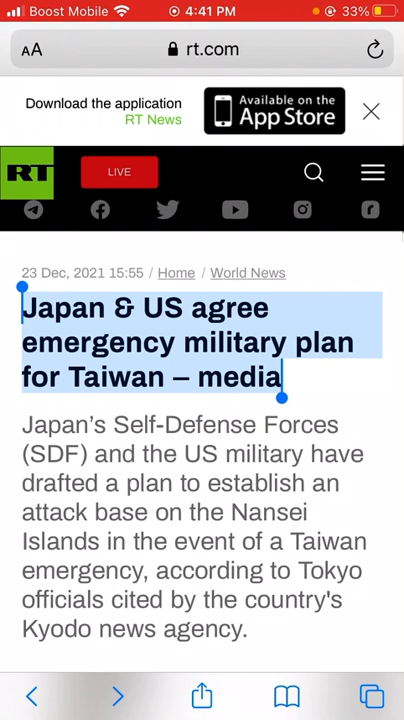 Boost Mobile 4:41 PM 33%
AA rt.com
Download the application
RT News
Available on the
App Store
RT LIVE
23 Dec, 2021 15:55 / Home / World News
Japan & US agree
emergency military plan
for Taiwan – media
Japan’s Self-Defense Forces
(SDF) and the US military have
drafted a plan to establish an
attack base on the Nansei
Islands in the event of a Taiwan
emergency, according to Tokyo
officials cited by the country's
Kyodo news agency.